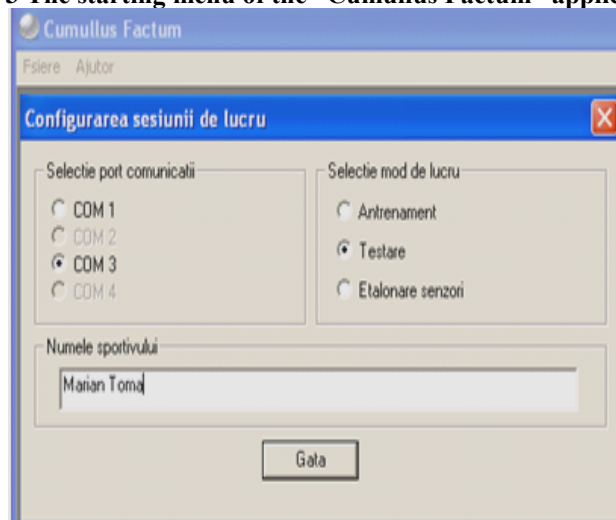 3 The starting menu of the "Cumullus Factum" appli
Cumullus Factum
Fsiere Ajutor
Configurarea sesiunii de lucru
Selectie port comunicatii
COM 1
COM 2
COM 3
COM 4
Selectie mod de lucru
Antrenament
Testare
Etalonare senzori
Numele sportivului
Marian Toma
Gata